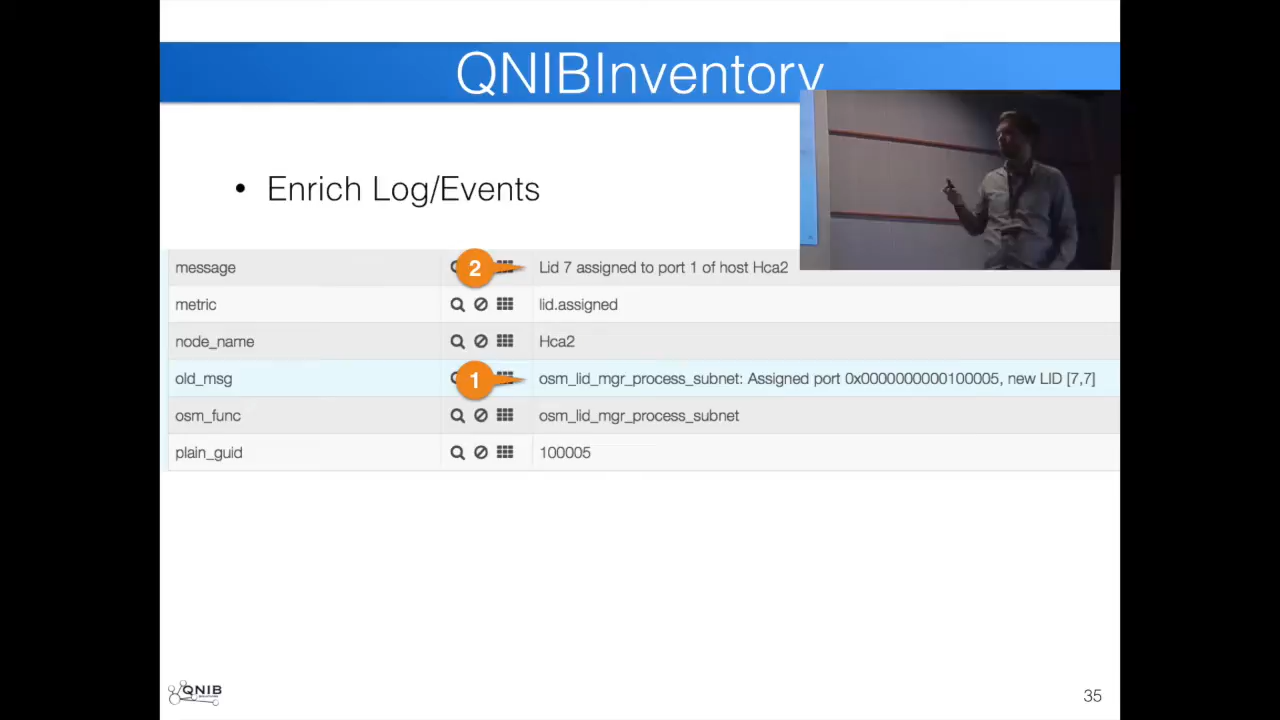 QNIBInventory
• Enrich Log/Events
message 2 Lid 7 assigned to port 1 of host Hca2
metric lid.assigned
node_name Hca2
old_msg 1 osm_lid_mgr_process_subnet: Assigned port 0x0000000000100005, new LID [7,7]
osm_func osm_lid_mgr_process_subnet
plain_guid 100005
QNIB
35